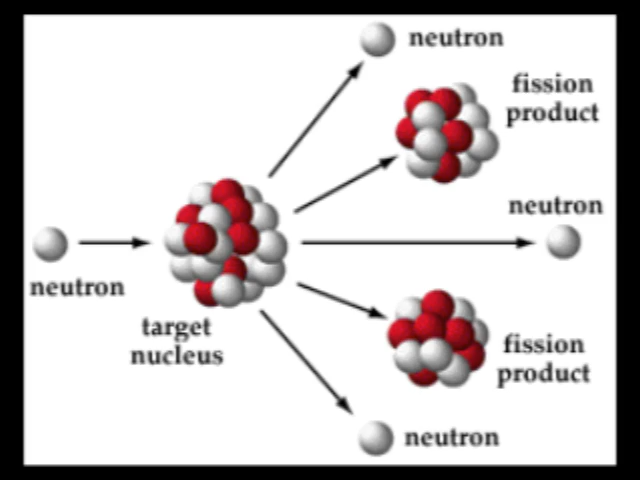 neutron
fission
product
neutron
neutron
target
nucleus
fission
product
neutron